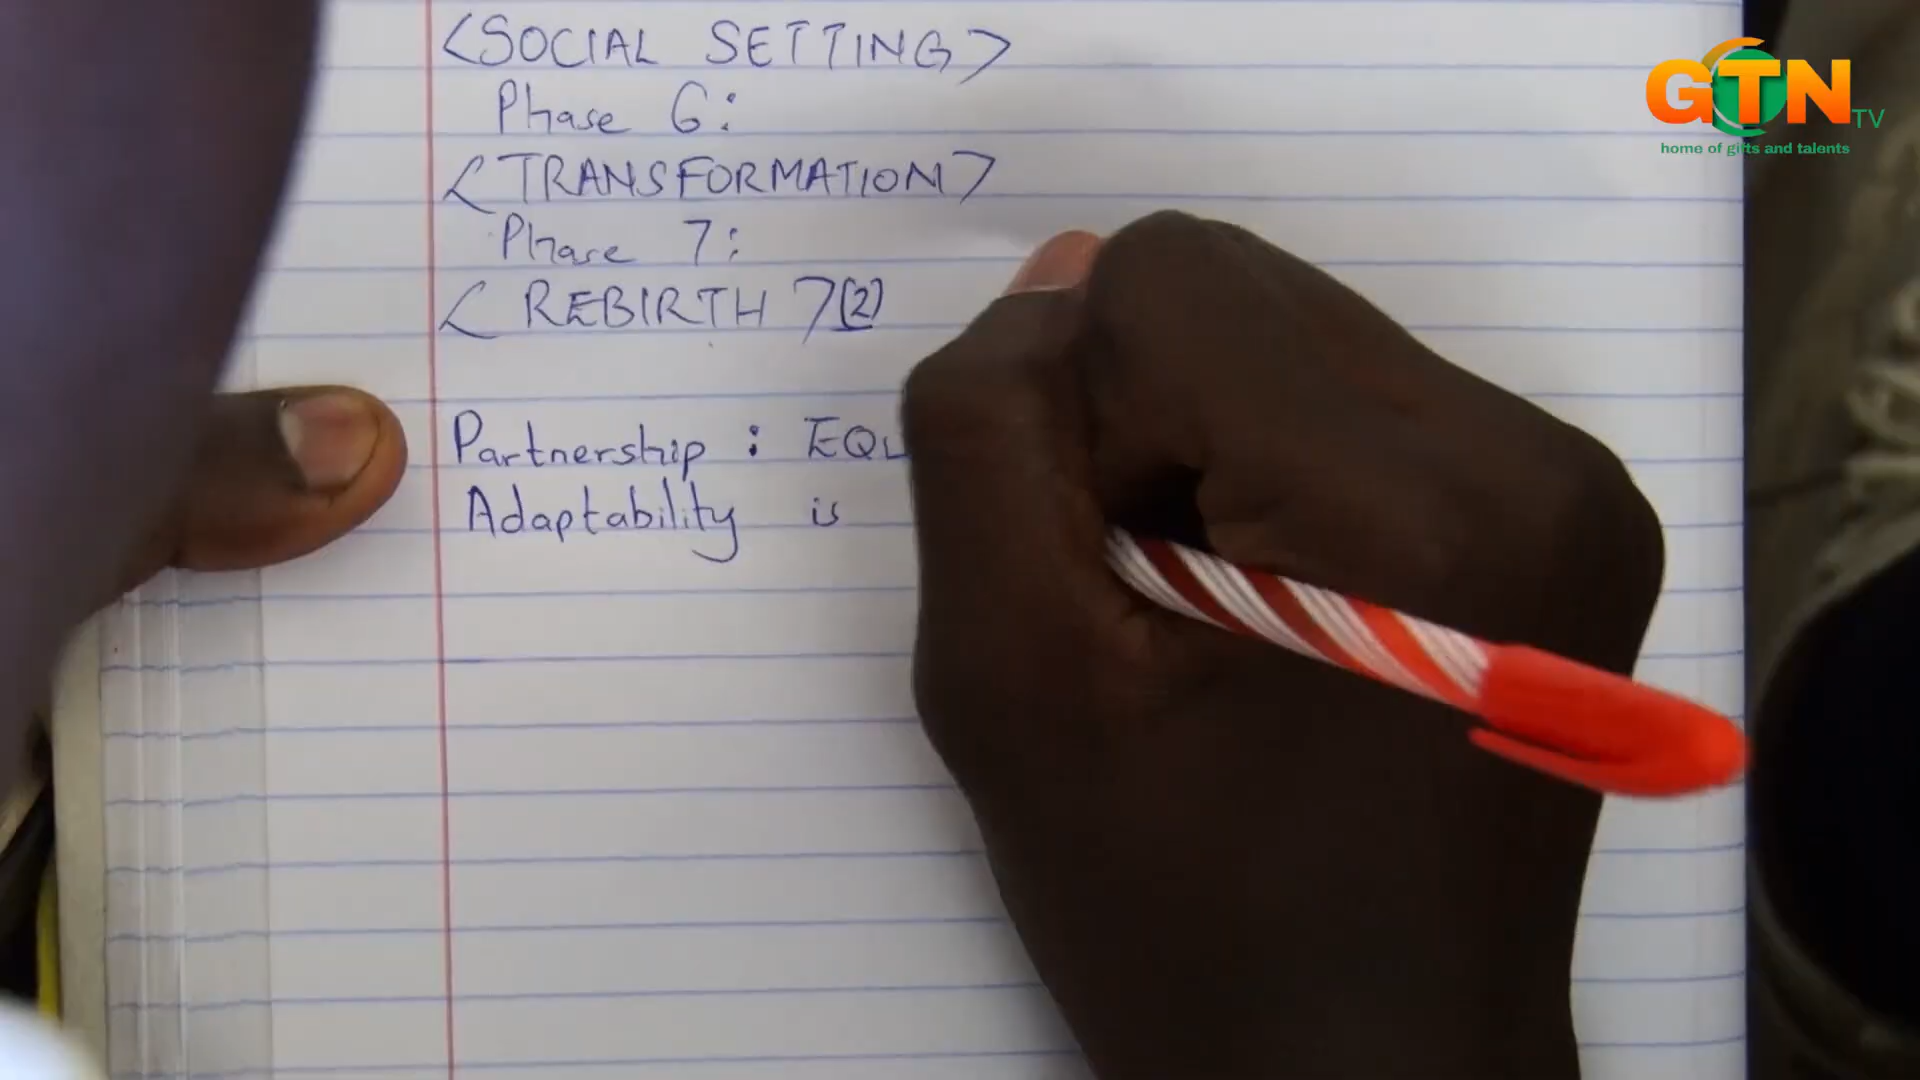 <SOCIAL SETTING>
Phase 6:
<TRANSFORMATION>
Phase 7:
<REBIRTH>(2)
Partnership :
Adaptability is
GTN TV
home of gifts and talents